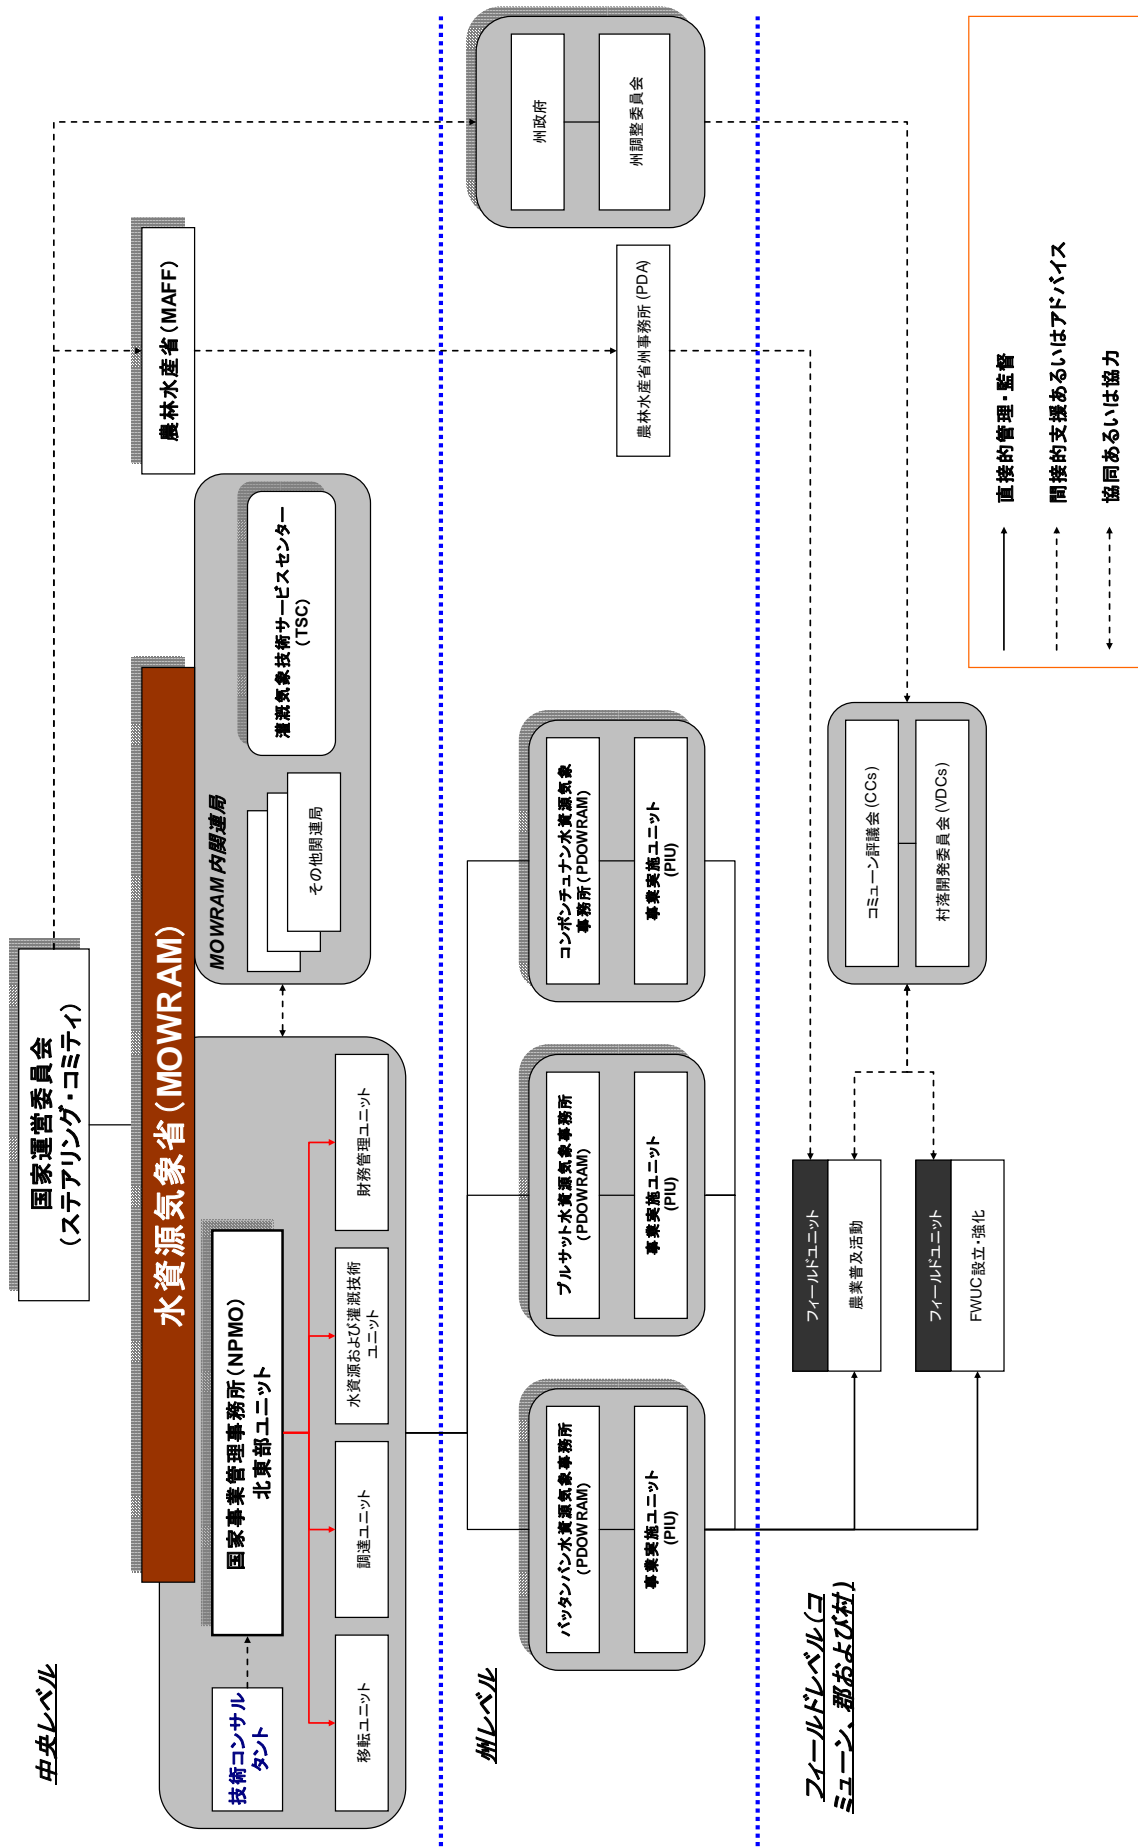 中央レベル
国家運営委員会
(ステアリング・コミティ)
水資源気象省(MOWRAM)
農林水産省(MAFF)
技術コンサル
タント
国家事業管理事務所(NPMO)
北東部ユニット
移転ユニット
調達ユニット
水資源および灌漑技術
ユニット
財務管理ユニット
MOWRAM内関連局
その他関連局
灌漑気象技術サービスセンター
(TSC)
州レベル
バッタンバン水資源気象事務所
(PDOWRAM)
事業実施ユニット
(PIU)
プルサット水資源気象事務所
(PDOWRAM)
事業実施ユニット
(PIU)
コンポンチュナン水資源気象
事務所(PDOWRAM)
事業実施ユニット
(PIU)
農林水産省州事務所(PDA)
州政府
州調整委員会
フィールドレベル(コ
ミューン、郡および村)
フィールドユニット
農業普及活動
フィールドユニット
FWUC設立・強化
コミューン評議会(CCs)
村落開発委員会(VDCs)
直接的管理・監督
間接的支援あるいはアドバイス
協同あるいは協力